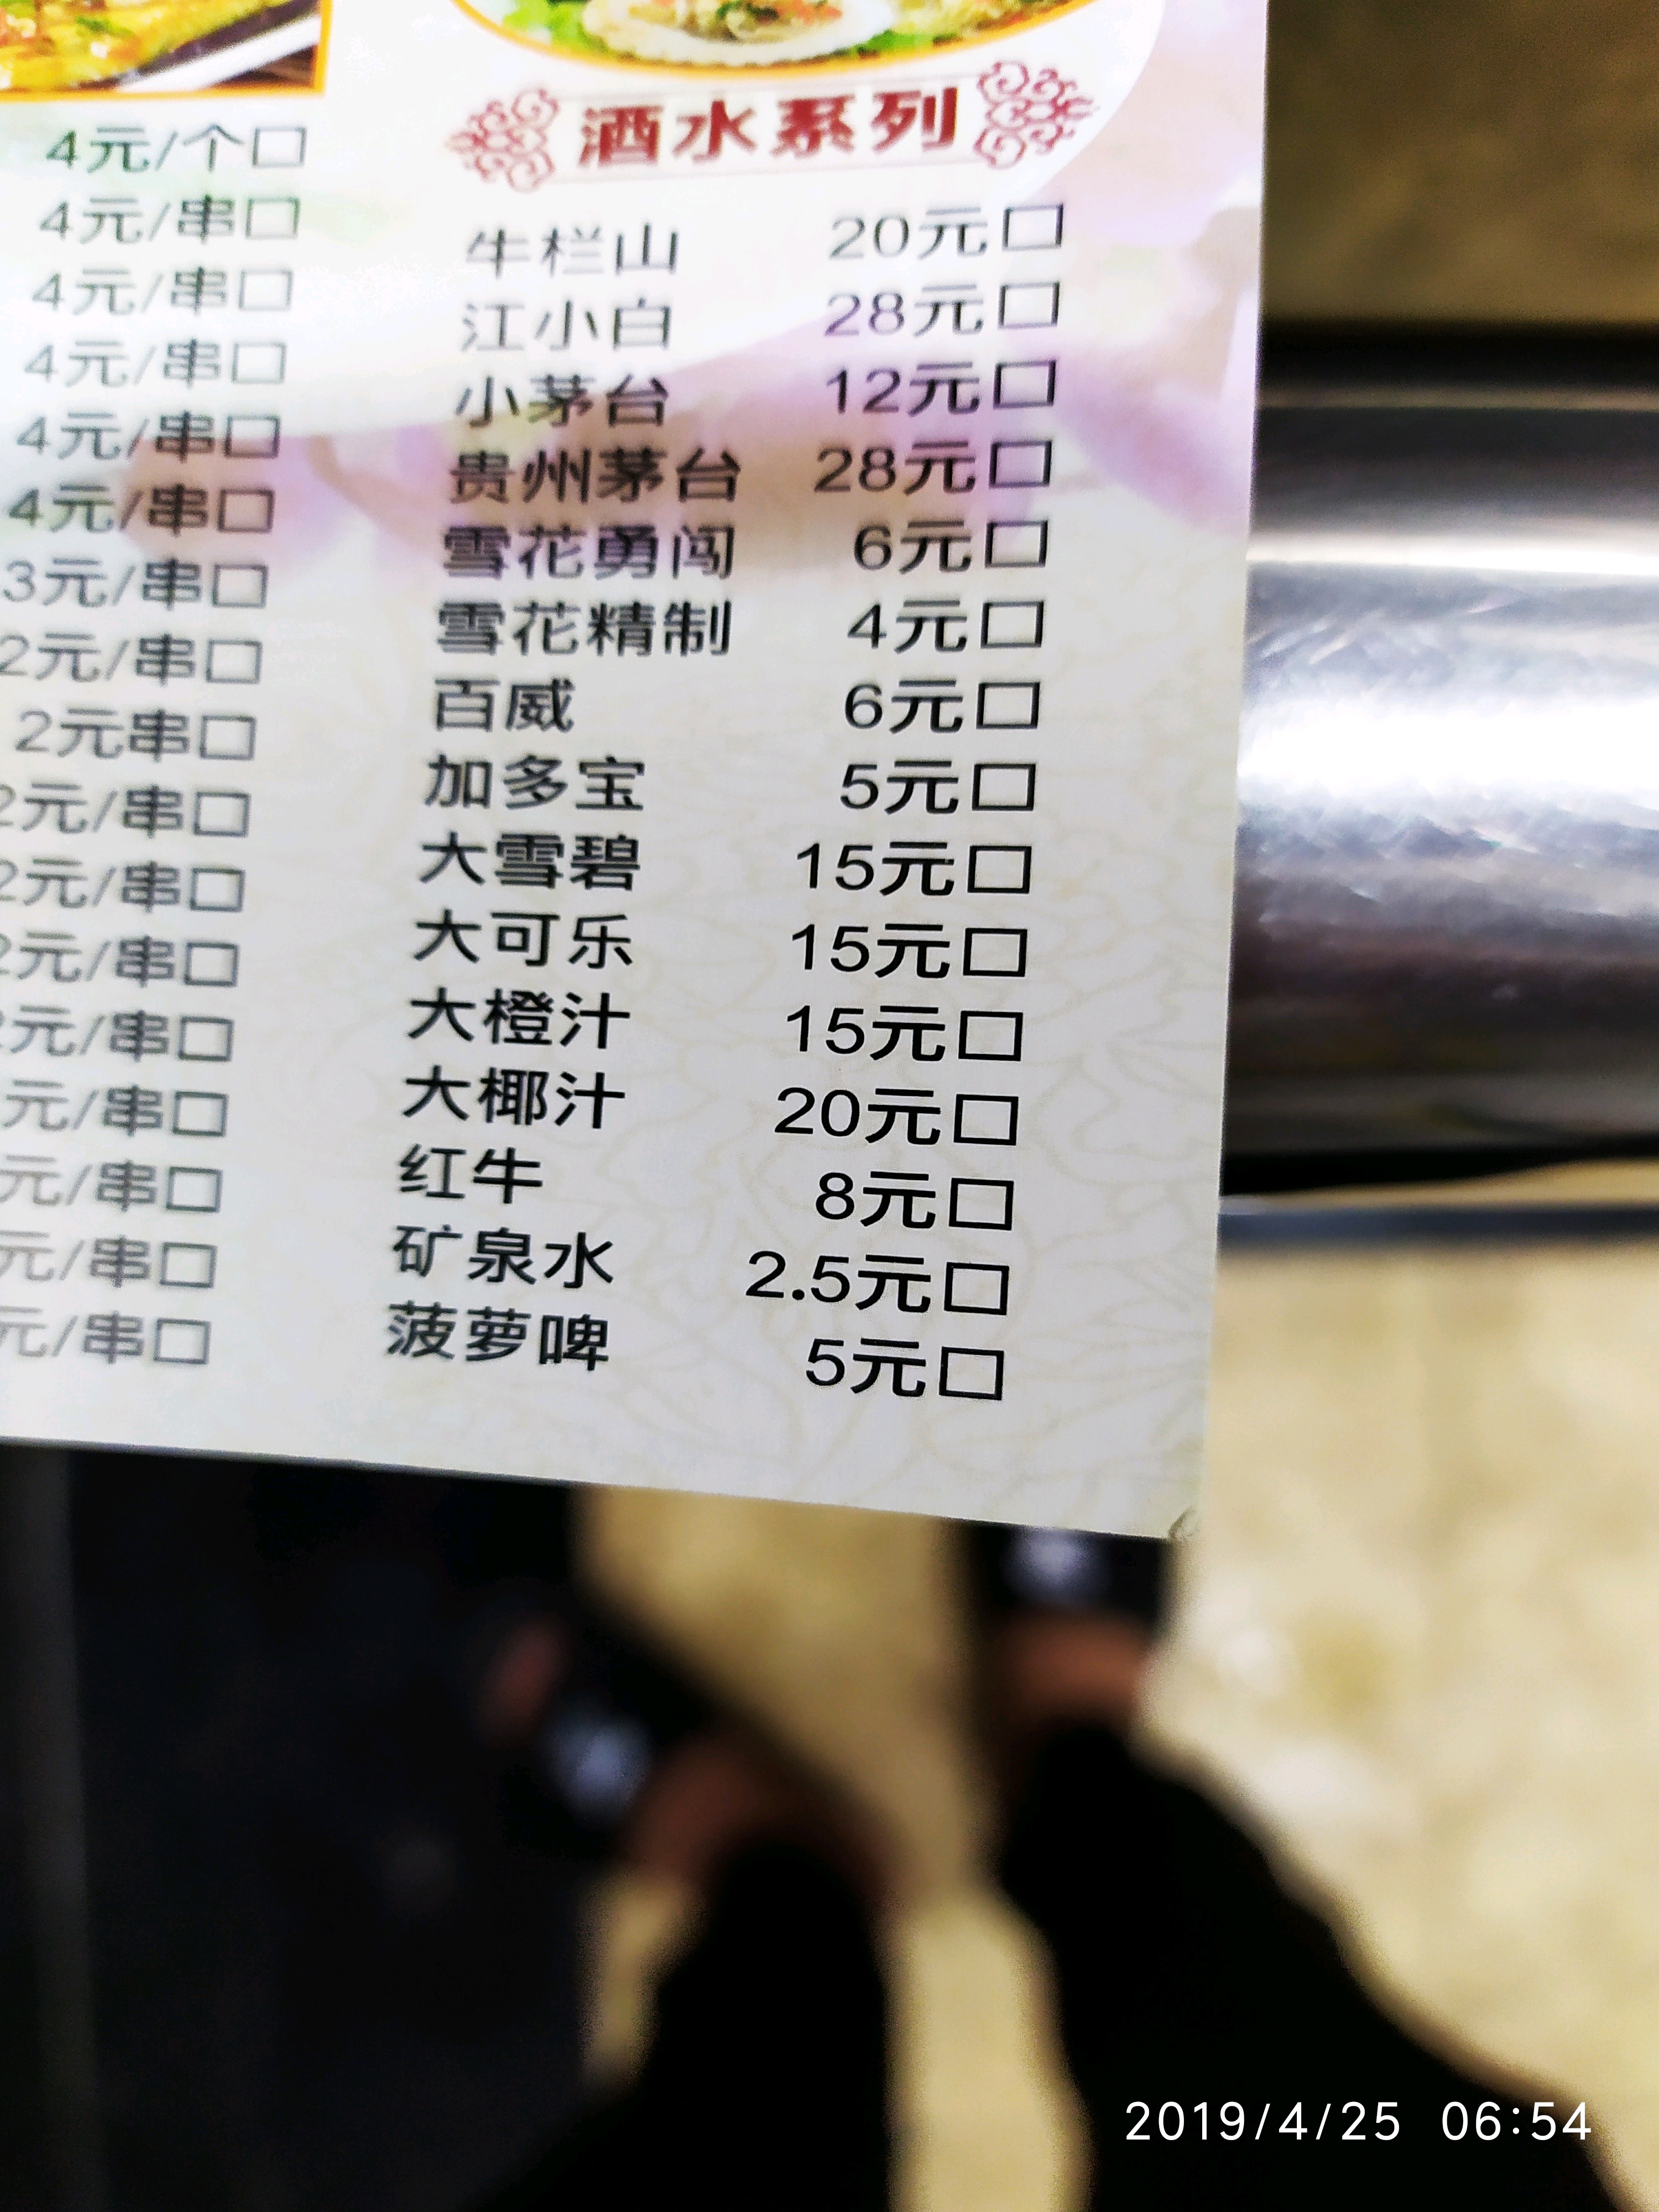 4元/个口
4元/串口
4元/串口
4元/串口
4元/串口
4元/串口
3元/串口
2元/串口
2元串口
2元/串口
2元/串口
2元/串口
2元/串口
元/串口
元/串口
元/串口
元/串口
酒水系列
牛栏山 20元口
江小白 28元口
小茅台 12元口
贵州茅台 28元口
雪花勇闯 6元口
雪花精制 4元口
百威 6元口
加多宝 5元口
大雪碧 15元口
大可乐 15元口
大橙汁 15元口
大椰汁 20元口
红牛 8元口
矿泉水 2.5元口
菠萝啤 5元口
2019/4/25 06:54